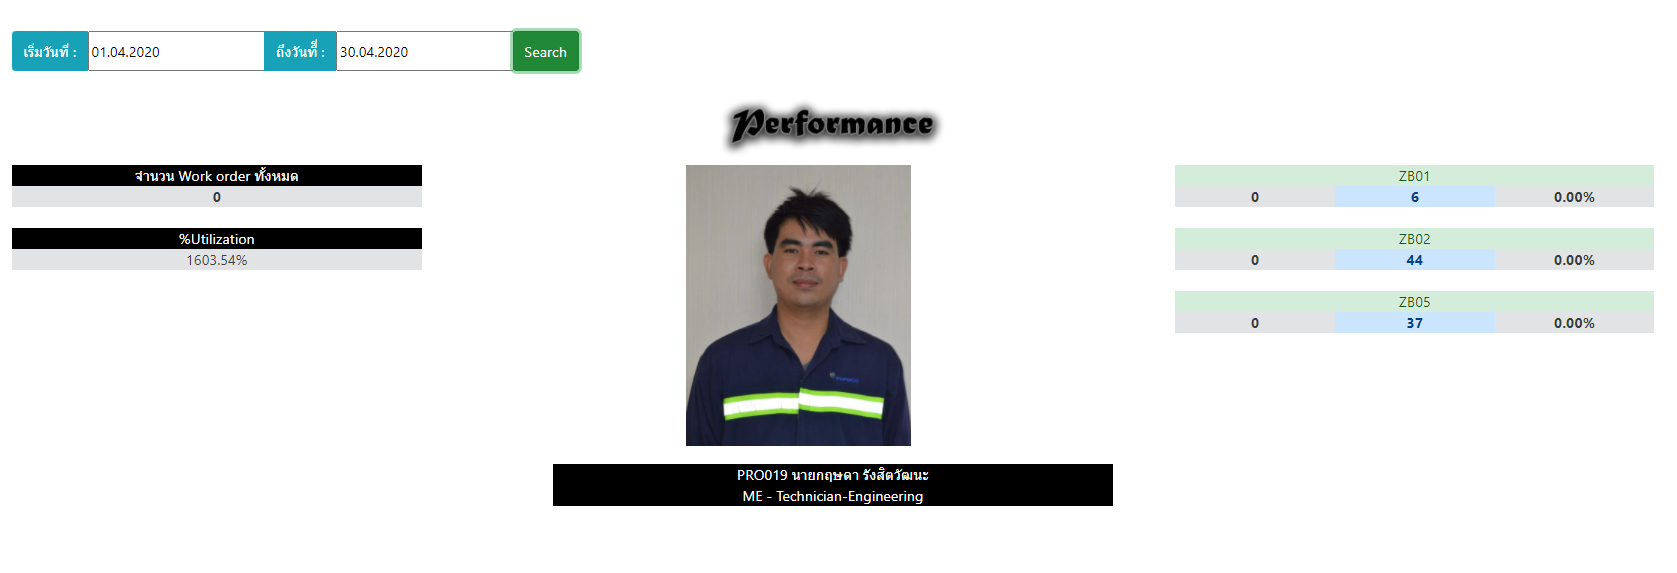 เริ่มวันที่ : 01.04.2020 ถึงวันที่ : 30.04.2020 Search
Performance
จำนวน Work order ทั้งหมด
0
%Utilization
1603.54%
ZB01
0 6 0.00%
ZB02
0 44 0.00%
ZB05
0 37 0.00%
PRO019 นายกฤษดา รังสิตวัฒนะ
ME - Technician-Engineering